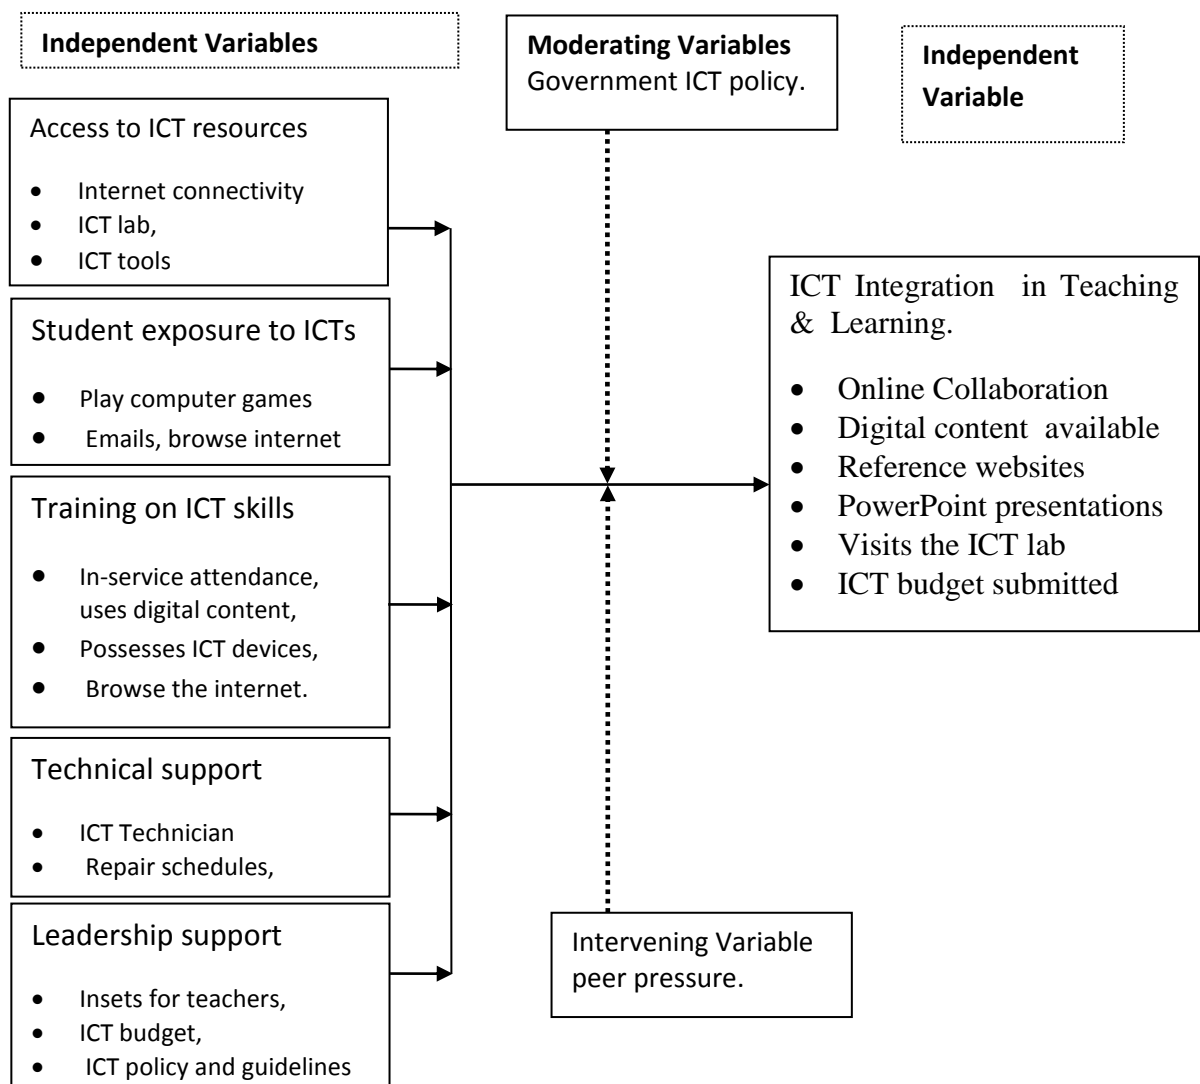 Independent Variables
Access to ICT resources
• Internet connectivity
• ICT lab,
• ICT tools
Student exposure to ICTs
• Play computer games
• Emails, browse internet
Training on ICT skills
• In-service attendance,
uses digital content,
• Possesses ICT devices,
• Browse the internet.
Technical support
• ICT Technician
• Repair schedules,
Leadership support
• Insets for teachers,
• ICT budget,
• ICT policy and guidelines
Moderating Variables
Government ICT policy.
Intervening Variable
peer pressure.
Independent
Variable
ICT Integration in Teaching
& Learning.
• Online Collaboration
• Digital content available
• Reference websites
• PowerPoint presentations
• Visits the ICT lab
• ICT budget submitted